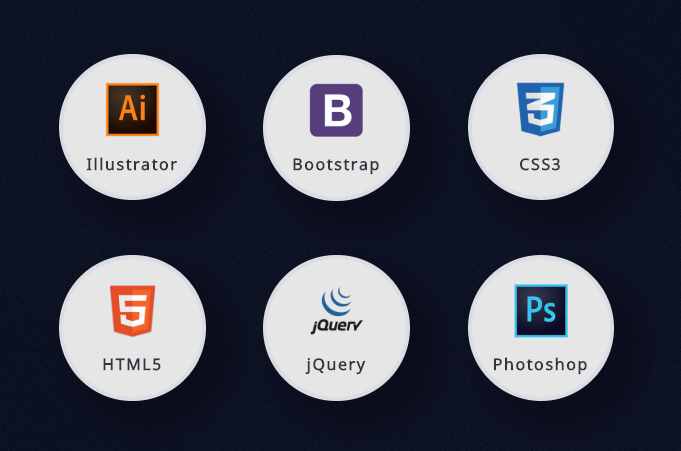 Ai
Illustrator
B
Bootstrap
3
CSS3
5
HTML5
jQuery
jQuery
Ps
Photoshop